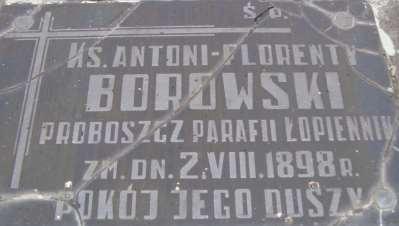 Ś. P.
KS. ANTONI-FLORENTY
BOROWSKI
PROBOSZCZ PARAFII ŁOPIENNIK
ZM. DN. 2.VIII.1898 R.
POKÓJ JEGO DUSZY